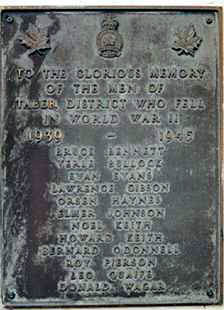 TO THE GLORIOUS MEMORY
OF THE MEN OF
TABER DISTRICT WHO FELL
IN WORLD WAR II
1939 - 1945
BRUCE BENNETT
VERLE BULLOCK
EVAN EVANS
LAWRENCE GIBSON
ORSEN HAYNES
ELMER JOHNSON
NOEL KEITH
HOWARD KEITH
BERNARD O'DONNELL
ROY PIERSON
LEO QUAIFE
DONALD WAGAR